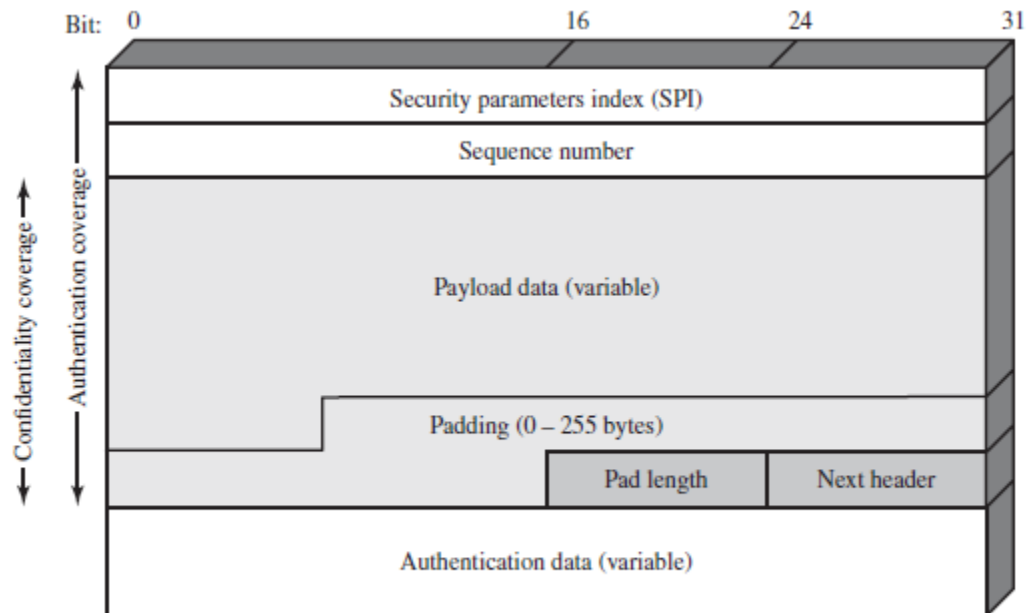 Bit: 0 16 24 31
Security parameters index (SPI)
Sequence number
Payload data (variable)
Padding (0 – 255 bytes)
Pad length
Next header
Authentication data (variable)
Confidentiality coverage
Authentication coverage